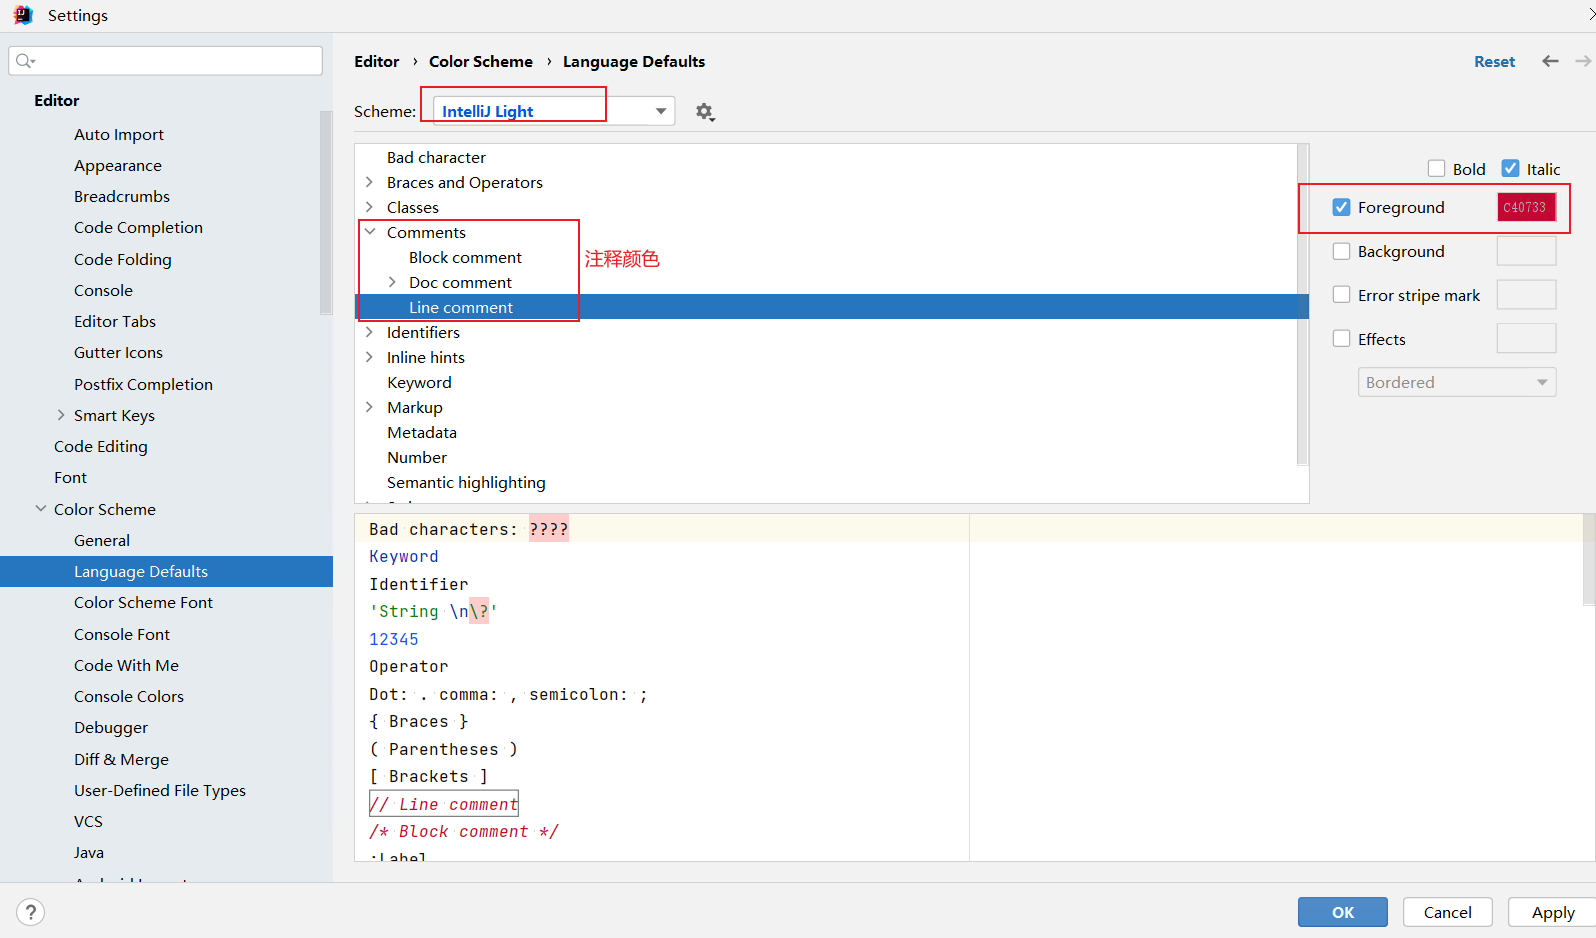 Settings
Editor
Auto Import
Appearance
Breadcrumbs
Code Completion
Code Folding
Console
Editor Tabs
Gutter Icons
Postfix Completion
Smart Keys
Code Editing
Font
Color Scheme
General
Language Defaults
Color Scheme Font
Console Font
Code With Me
Console Colors
Debugger
Diff & Merge
User-Defined File Types
VCS
Java
Editor › Color Scheme › Language Defaults
Reset
Scheme: IntelliJ Light
Bad character
Braces and Operators
Classes
Comments
Block comment
注释颜色
Doc comment
Line comment
Identifiers
Inline hints
Keyword
Markup
Metadata
Number
Semantic highlighting
Bold Italic
Foreground C40733
Background
Error stripe mark
Effects
Bordered
Bad characters: ????
Keyword
Identifier
'String \n\?'
12345
Operator
Dot: . comma: , semicolon: ;
{ Braces }
( Parentheses )
[ Brackets ]
// Line comment
/* Block comment */
:Label
?
OK
Cancel
Apply